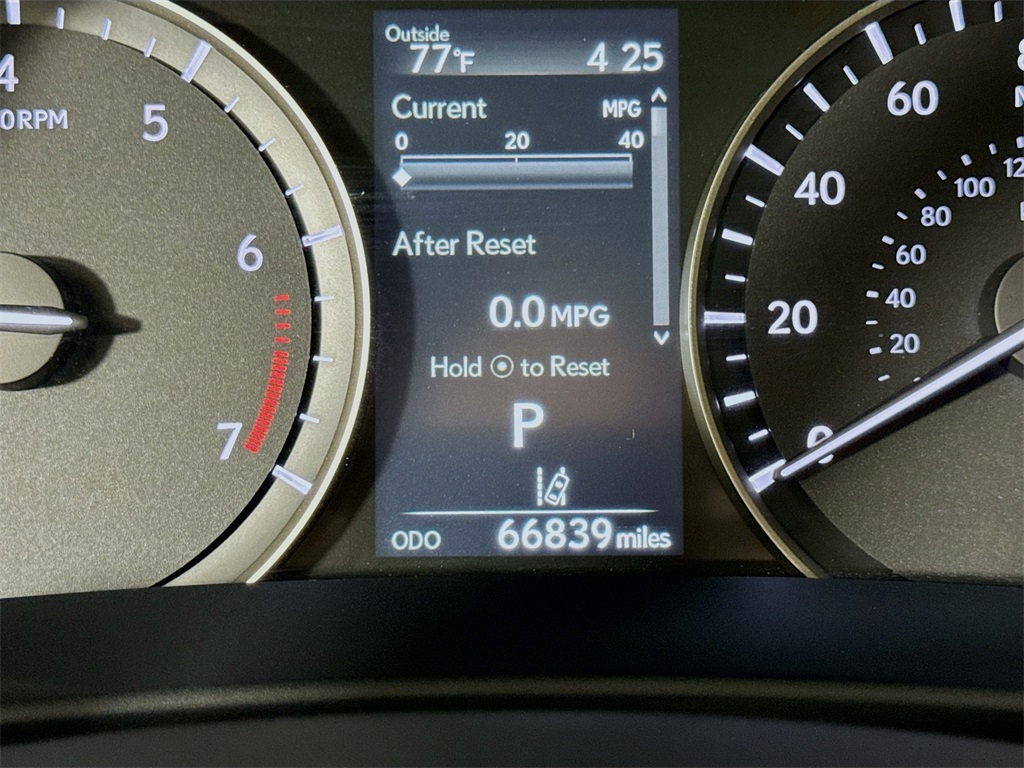 Outside
77°F 4 25
Current MPG
0 20 40
After Reset
0.0 MPG
Hold to Reset
P
ODO 66839 miles
4
0RPM
5
6
7
60
40
20
0
100
80
60
40
20